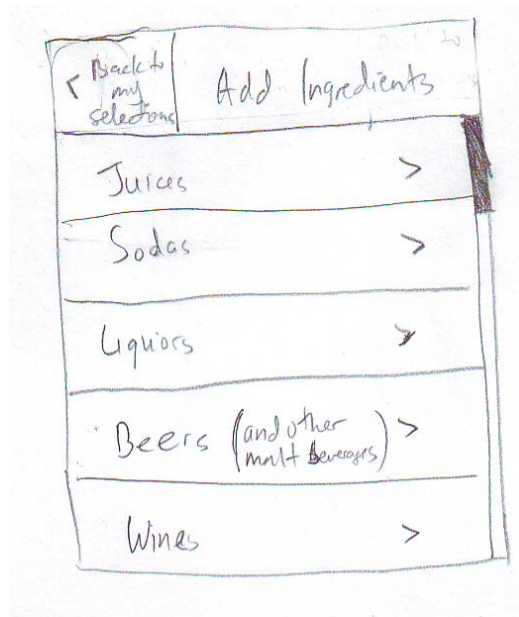 < Back to
my
selections
Add Ingredients
Juices >
Sodas >
Liquiors >
Beers (and other >
malt beverages)
Wines >